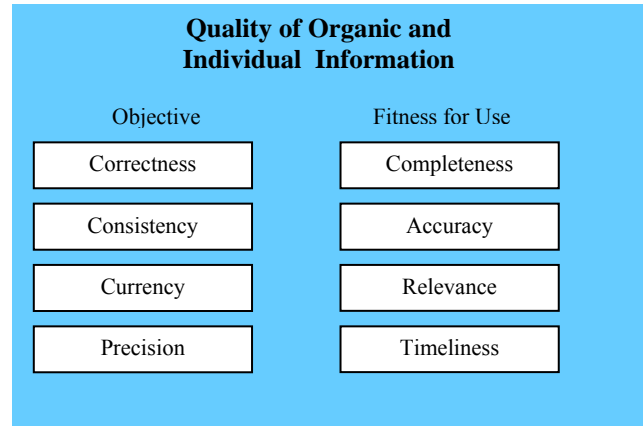 Quality of Organic and
Individual Information
Objective
Fitness for Use
Correctness
Completeness
Consistency
Accuracy
Currency
Relevance
Precision
Timeliness